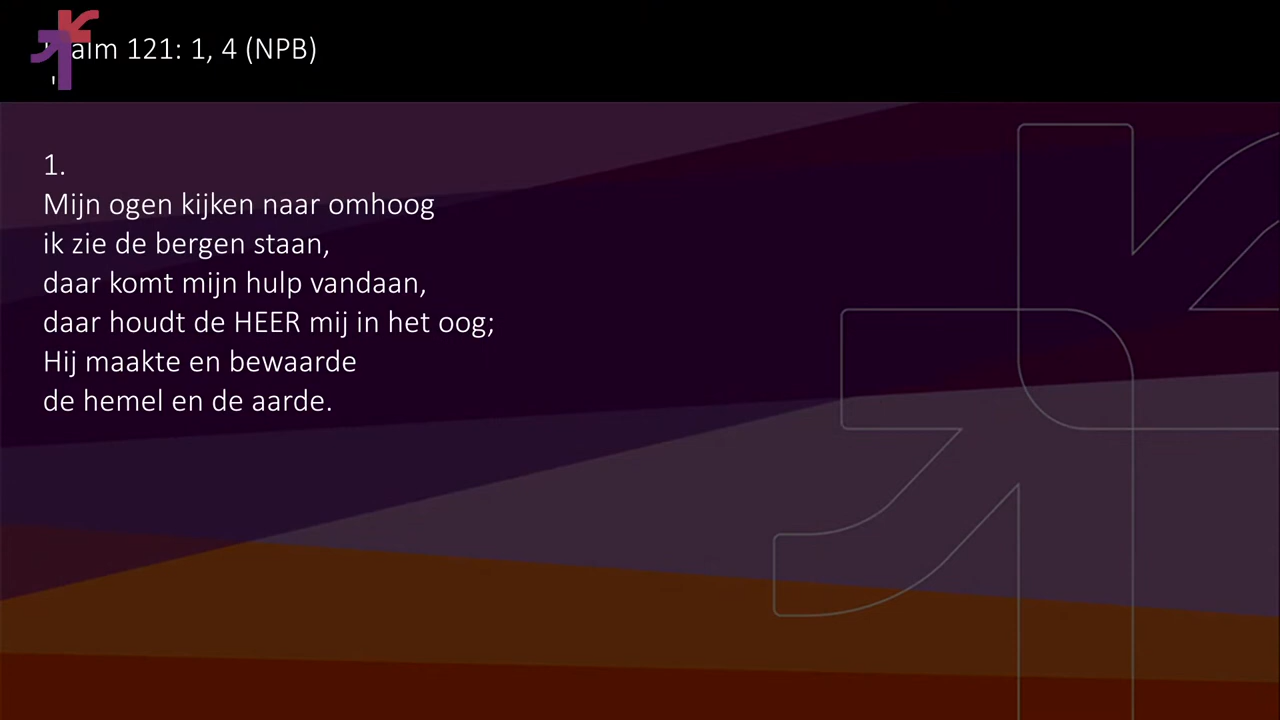 alm 121: 1, 4 (NPB)
1.
Mijn ogen kijken naar omhoog
ik zie de bergen staan,
daar komt mijn hulp vandaan,
daar houdt de HEER mij in het oog;
Hij maakte en bewaarde
de hemel en de aarde.